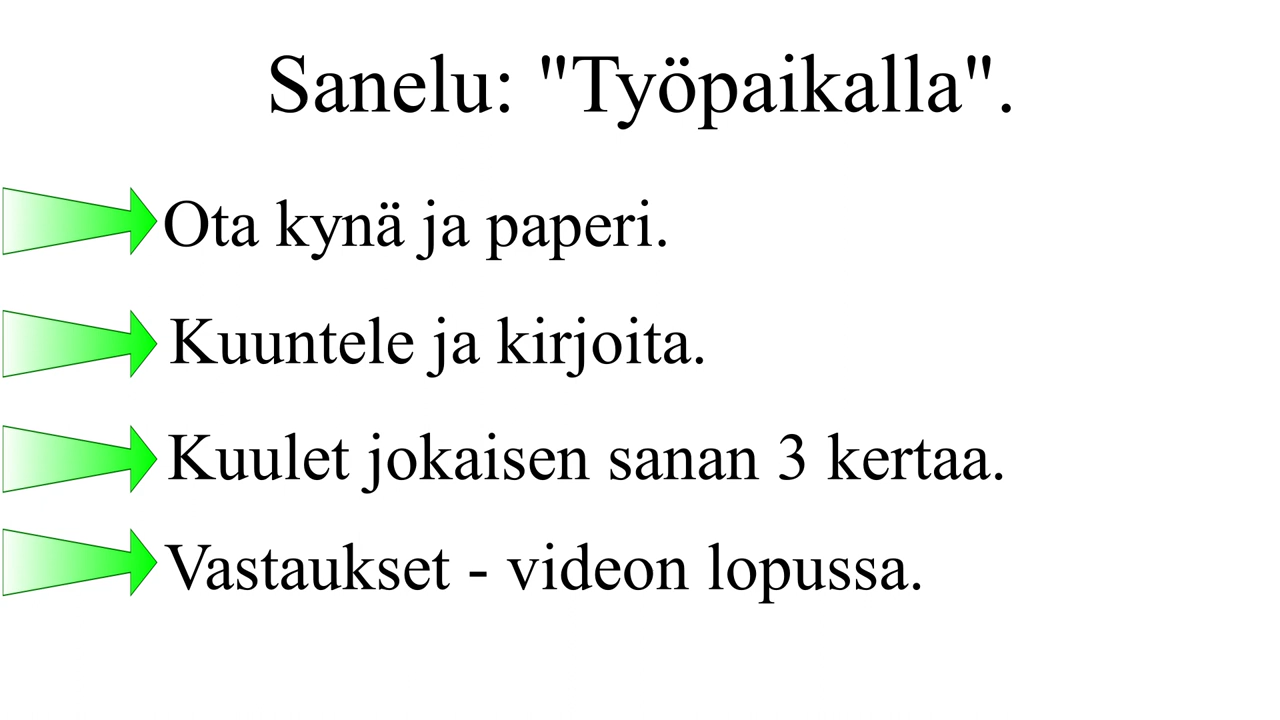 Sanelu: "Työpaikalla".
Ota kynä ja paperi.
Kuuntele ja kirjoita.
Kuulet jokaisen sanan 3 kertaa.
Vastaukset - videon lopussa.